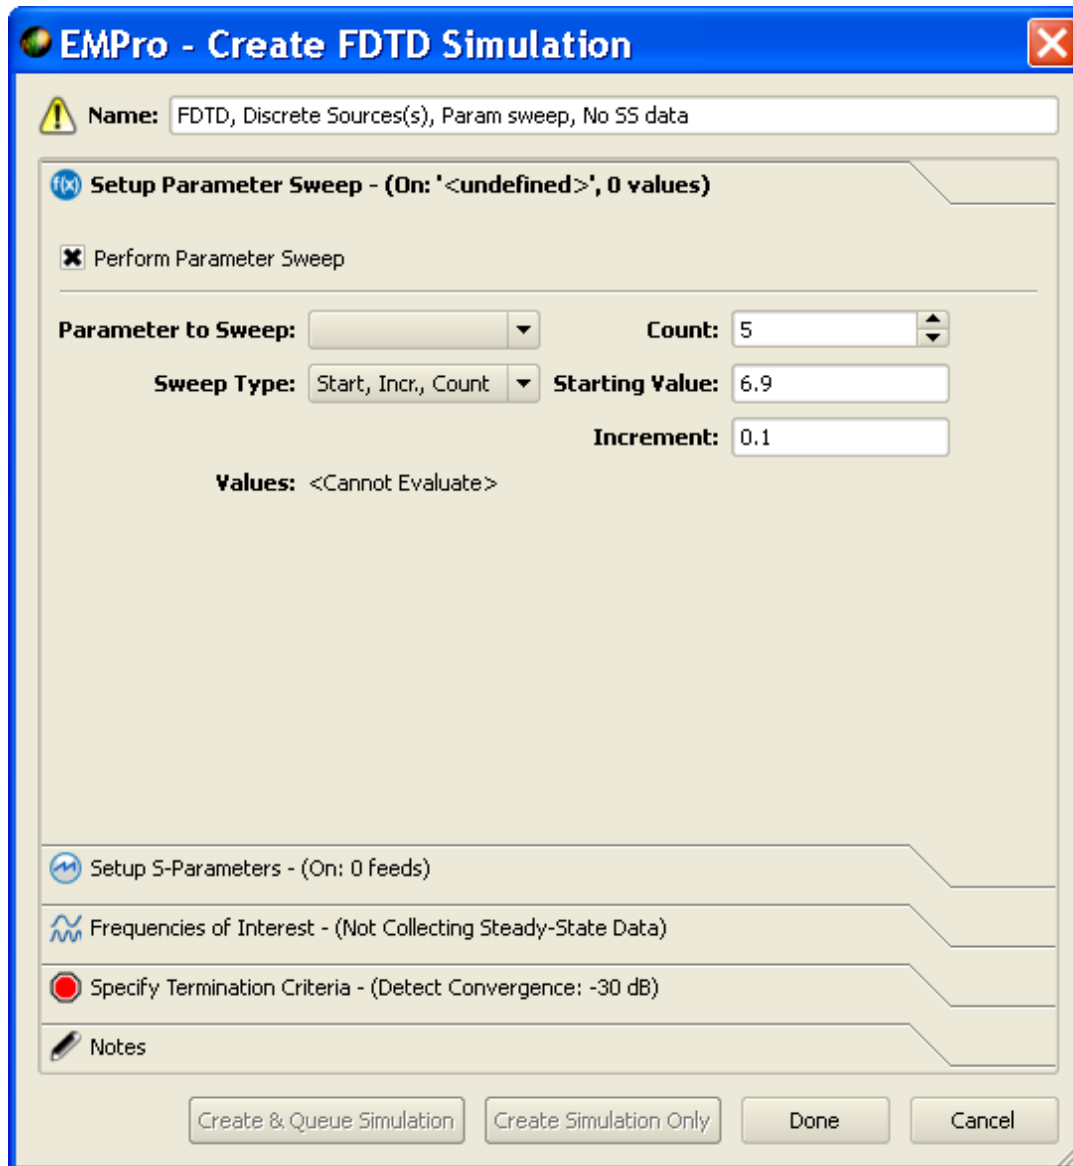 EMPro - Create FDTD Simulation
Name: FDTD, Discrete Sources(s), Param sweep, No SS data
f(x) Setup Parameter Sweep - (On: '<undefined>', 0 values)
Perform Parameter Sweep
Parameter to Sweep: Count: 5
Sweep Type: Start, Incr., Count Starting Value: 6.9
Increment: 0.1
Values: <Cannot Evaluate>
Setup S-Parameters - (On: 0 feeds)
Frequencies of Interest - (Not Collecting Steady-State Data)
Specify Termination Criteria - (Detect Convergence: -30 dB)
Notes
Create & Queue Simulation Create Simulation Only Done Cancel